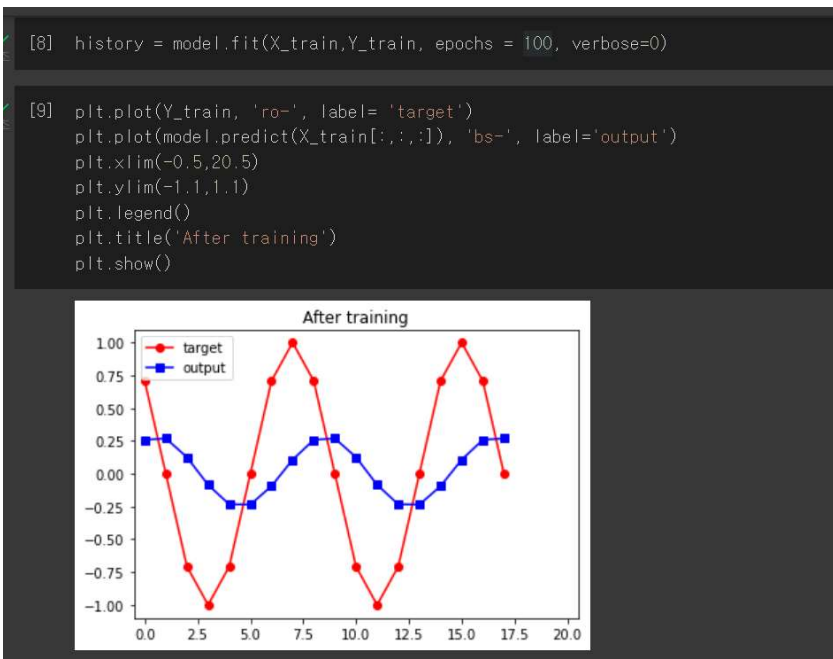 [8] history = model.fit(X_train,Y_train, epochs = 100, verbose=0)
[9] plt.plot(Y_train, 'ro-', label= 'target')
plt.plot(model.predict(X_train[:,:,:]), 'bs-', label='output')
plt.xlim(-0.5,20.5)
plt.ylim(-1.1,1.1)
plt.legend()
plt.title('After training')
plt.show()
After training
target
output
1.00
0.75
0.50
0.25
0.00
−0.25
−0.50
−0.75
−1.00
0.0 2.5 5.0 7.5 10.0 12.5 15.0 17.5 20.0